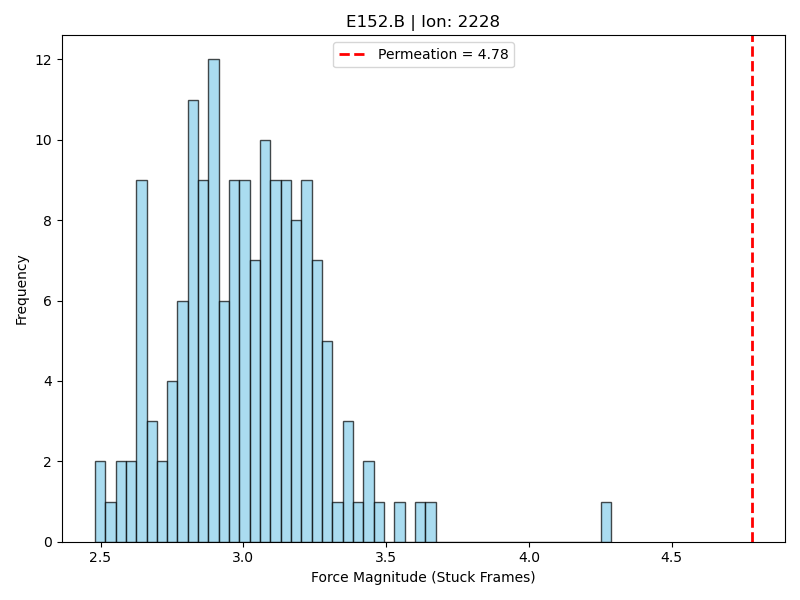 E152.B | Ion: 2228
Permeation = 4.78
12
10
8
6
4
2
0
Frequency
2.5 3.0 3.5 4.0 4.5
Force Magnitude (Stuck Frames)